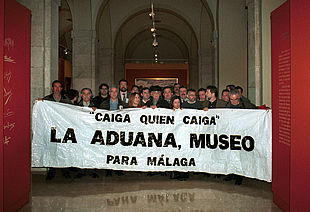 "CAIGA QUIEN CAIGA"
LA ADUANA, MUSEO
PARA MÁLAGA